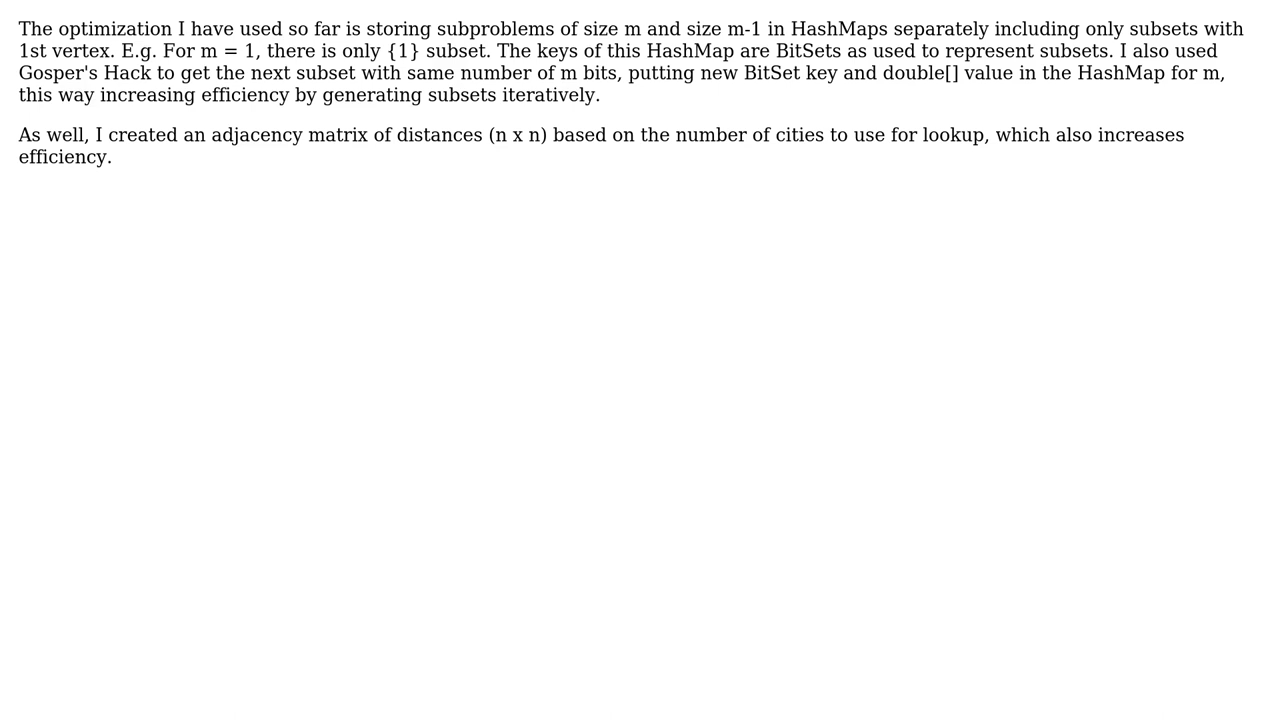 The optimization I have used so far is storing subproblems of size m and size m-1 in HashMaps separately including only subsets with
1st vertex. E.g. For m = 1, there is only {1} subset. The keys of this HashMap are BitSets as used to represent subsets. I also used
Gosper's Hack to get the next subset with same number of m bits, putting new BitSet key and double[] value in the HashMap for m,
this way increasing efficiency by generating subsets iteratively.
As well, I created an adjacency matrix of distances (n x n) based on the number of cities to use for lookup, which also increases
efficiency.